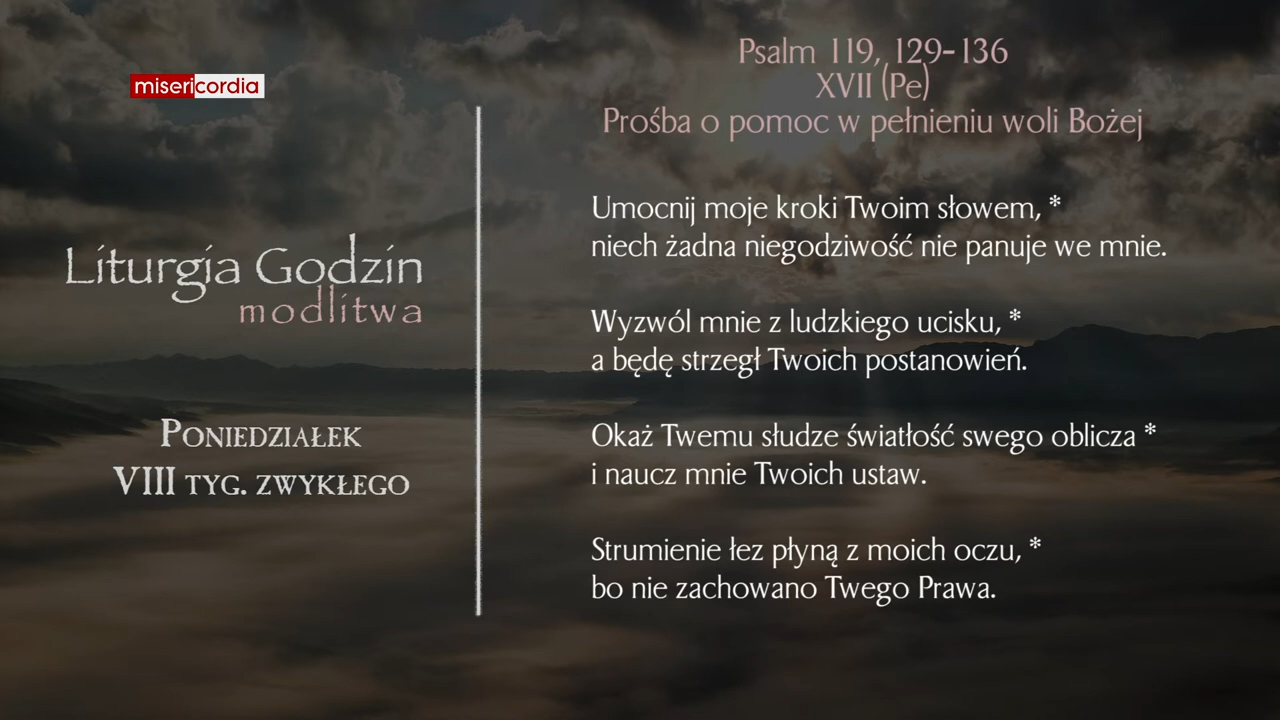 misericordia
Liturgia Godzin
modlitwa
Poniedziałek
VIII tyg. zwykłego
Psalm 119, 129-136
XVII (Pe)
Prośba o pomoc w pełnieniu woli Bożej
Umocnij moje kroki Twoim słowem, *
niech żadna niegodziwość nie panuje we mnie.
Wyzwól mnie z ludzkiego ucisku, *
a będę strzegł Twoich postanowień.
Okaż Twemu słudze światłość swego oblicza *
i naucz mnie Twoich ustaw.
Strumienie łez płyną z moich oczu, *
bo nie zachowano Twego Prawa.